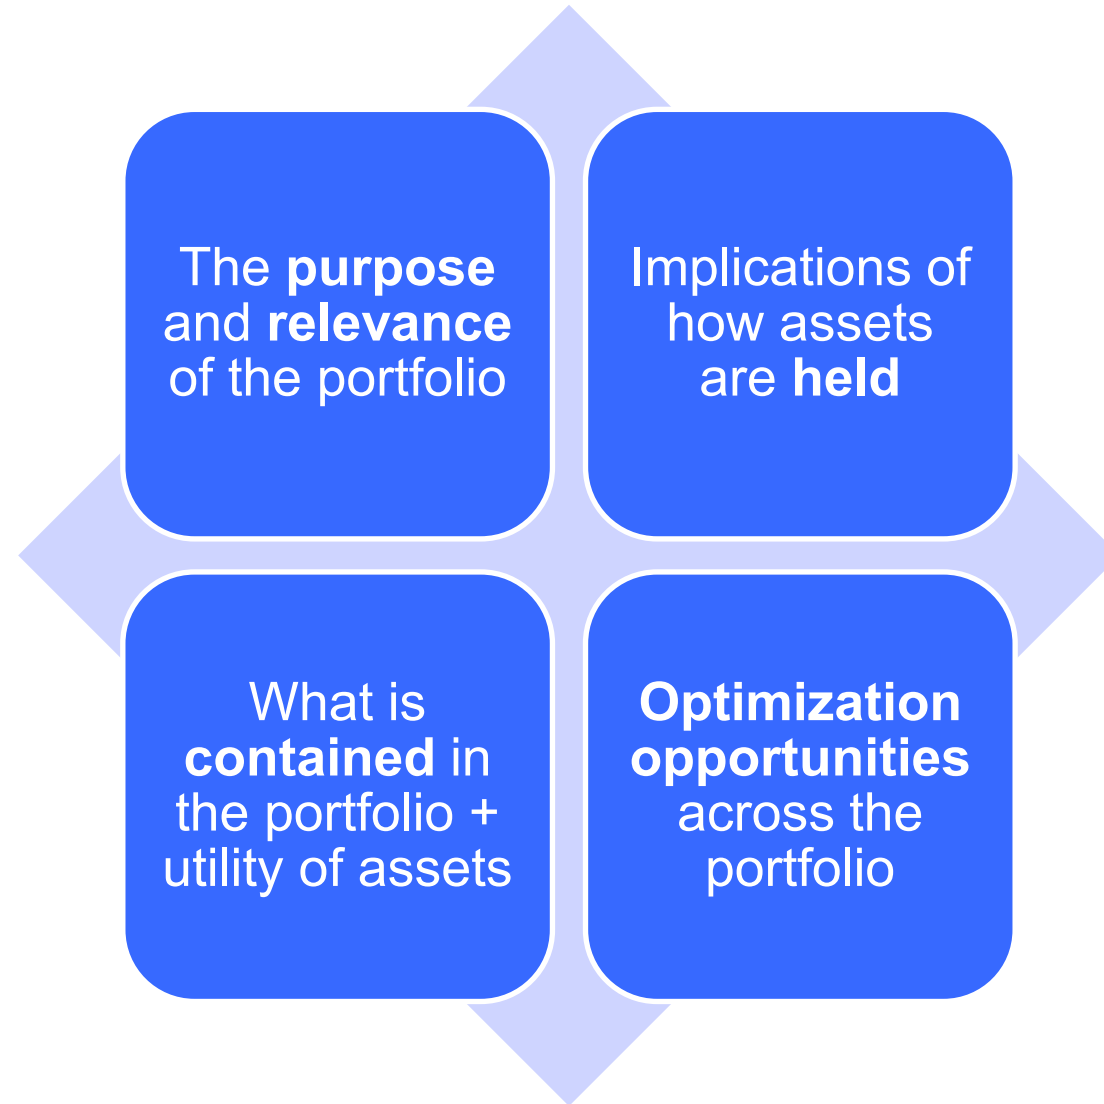 The purpose
and relevance
of the portfolio
Implications of
how assets
are held
What is
contained in
the portfolio +
utility of assets
Optimization
opportunities
across the
portfolio